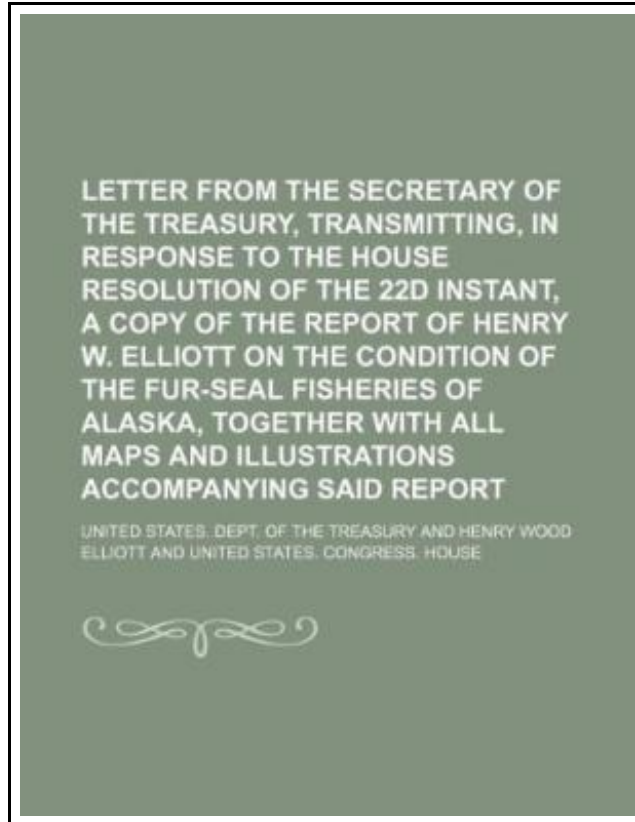 LETTER FROM THE SECRETARY OF
THE TREASURY, TRANSMITTING, IN
RESPONSE TO THE HOUSE
RESOLUTION OF THE 22D INSTANT,
A COPY OF THE REPORT OF HENRY
W. ELLIOTT ON THE CONDITION OF
THE FUR-SEAL FISHERIES OF
ALASKA, TOGETHER WITH ALL
MAPS AND ILLUSTRATIONS
ACCOMPANYING SAID REPORT
UNITED STATES. DEPT. OF THE TREASURY AND HENRY WOOD
ELLIOTT AND UNITED STATES. CONGRESS. HOUSE